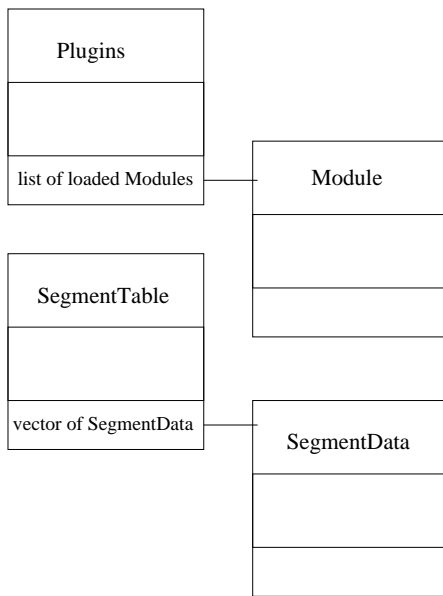 Plugins
list of loaded Modules
Module
SegmentTable
vector of SegmentData
SegmentData